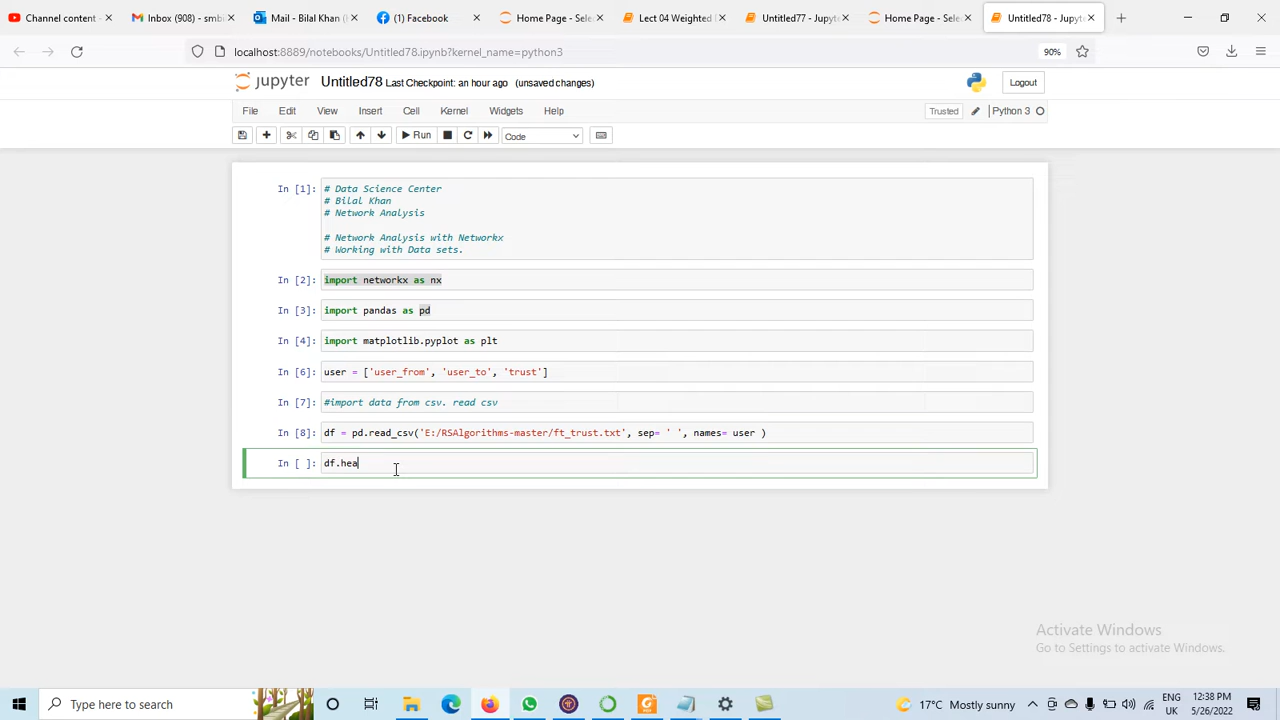 Channel content -
Inbox (908) - smb
Mail - Bilal Khan (
(1) Facebook
Home Page - Sele
Lect 04 Weighted
Untitled77 - Jupyte
Home Page - Selec
Untitled78 - Jupyte
localhost:8889/notebooks/Untitled78.ipynb?kernel_name=python3
90%
jupyter Untitled78 Last Checkpoint: an hour ago (unsaved changes)
Logout
File Edit View Insert Cell Kernel Widgets Help
Trusted
Python 3
Run
Code
In [1]: # Data Science Center
# Bilal Khan
# Network Analysis
# Network Analysis with Networkx
# Working with Data sets.
In [2]: import networkx as nx
In [3]: import pandas as pd
In [4]: import matplotlib.pyplot as plt
In [6]: user = ['user_from', 'user_to', 'trust']
In [7]: #import data from csv. read csv
In [8]: df = pd.read_csv('E:/RSAlgorithms-master/ft_trust.txt', sep= ' ', names= user )
In [ ]: df.hea
Activate Windows
Go to Settings to activate Windows.
Type here to search
17°C Mostly sunny
ENG
UK
12:38 PM
5/26/2022